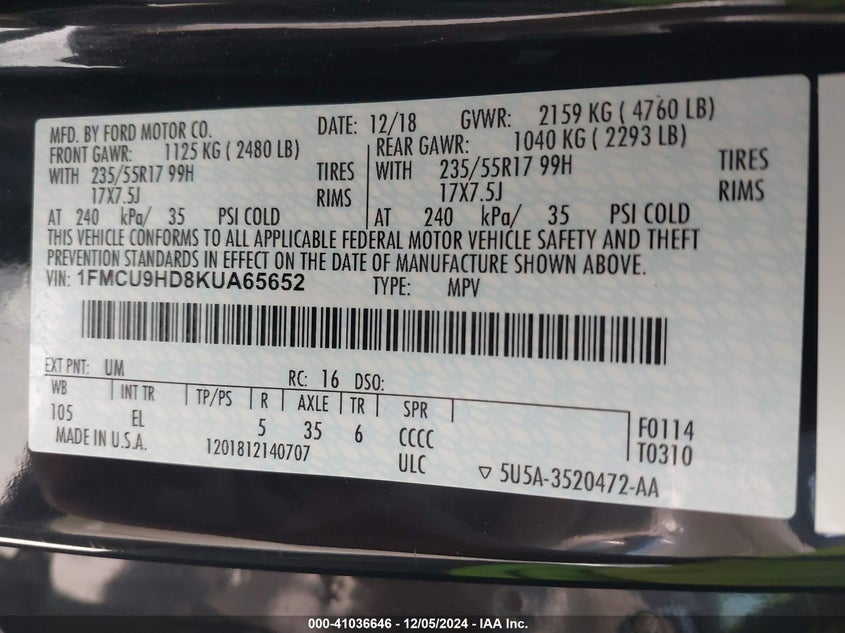 MFD. BY FORD MOTOR CO. DATE: 12/18 GVWR: 2159 KG ( 4760 LB)
FRONT GAWR: 1125 KG ( 2480 LB) REAR GAWR: 1040 KG ( 2293 LB)
WITH 235/55R17 99H TIRES WITH 235/55R17 99H TIRES
17X7.5J RIMS 17X7.5J RIMS
AT 240 kPa/ 35 PSI COLD AT 240 kPa/ 35 PSI COLD
THIS VEHICLE CONFORMS TO ALL APPLICABLE FEDERAL MOTOR VEHICLE SAFETY AND THEFT
PREVENTION STANDARDS IN EFFECT ON THE DATE OF MANUFACTURE SHOWN ABOVE.
VIN: 1FMCU9HD8KUA65652 TYPE: MPV
EXT PNT: UM RC: 16 DSO:
WB INT TR TP/PS R AXLE TR SPR
105 EL 5 35 6 CCCC F0114
MADE IN U.S.A. 1201812140707 ULC T0310
5U5A-3520472-AA
000-41036646 - 12/05/2024 - IAA Inc.